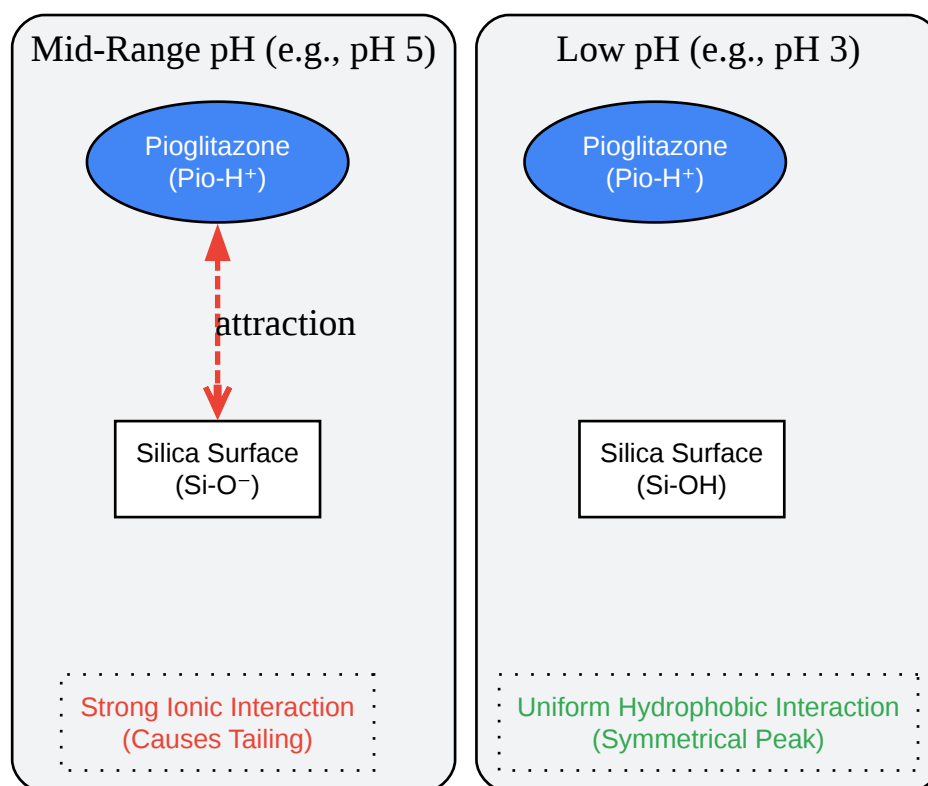 Mid-Range pH (e.g., pH 5)
Pioglitazone
(Pio-H⁺)
attraction
Silica Surface
(Si-O⁻)
Strong Ionic Interaction
(Causes Tailing)
Low pH (e.g., pH 3)
Pioglitazone
(Pio-H⁺)
Silica Surface
(Si-OH)
Uniform Hydrophobic Interaction
(Symmetrical Peak)